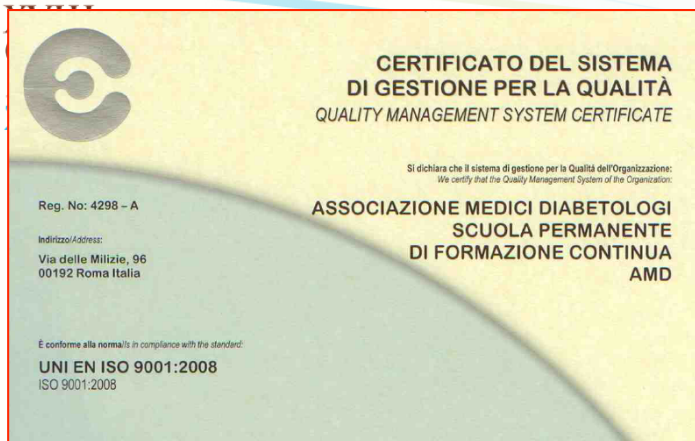 CERTIFICATO DEL SISTEMA
DI GESTIONE PER LA QUALITÀ
QUALITY MANAGEMENT SYSTEM CERTIFICATE
Si dichiara che il sistema di gestione per la Qualità dell'Organizzazione:
We certify that the Quality Management System of the Organization:
Reg. No: 4298 – A
ASSOCIAZIONE MEDICI DIABETOLOGI
SCUOLA PERMANENTE
DI FORMAZIONE CONTINUA
AMD
Indirizzo/Address:
Via delle Milizie, 96
00192 Roma Italia
È conforme alla norma/Is in compliance with the standard:
UNI EN ISO 9001:2008
ISO 9001:2008